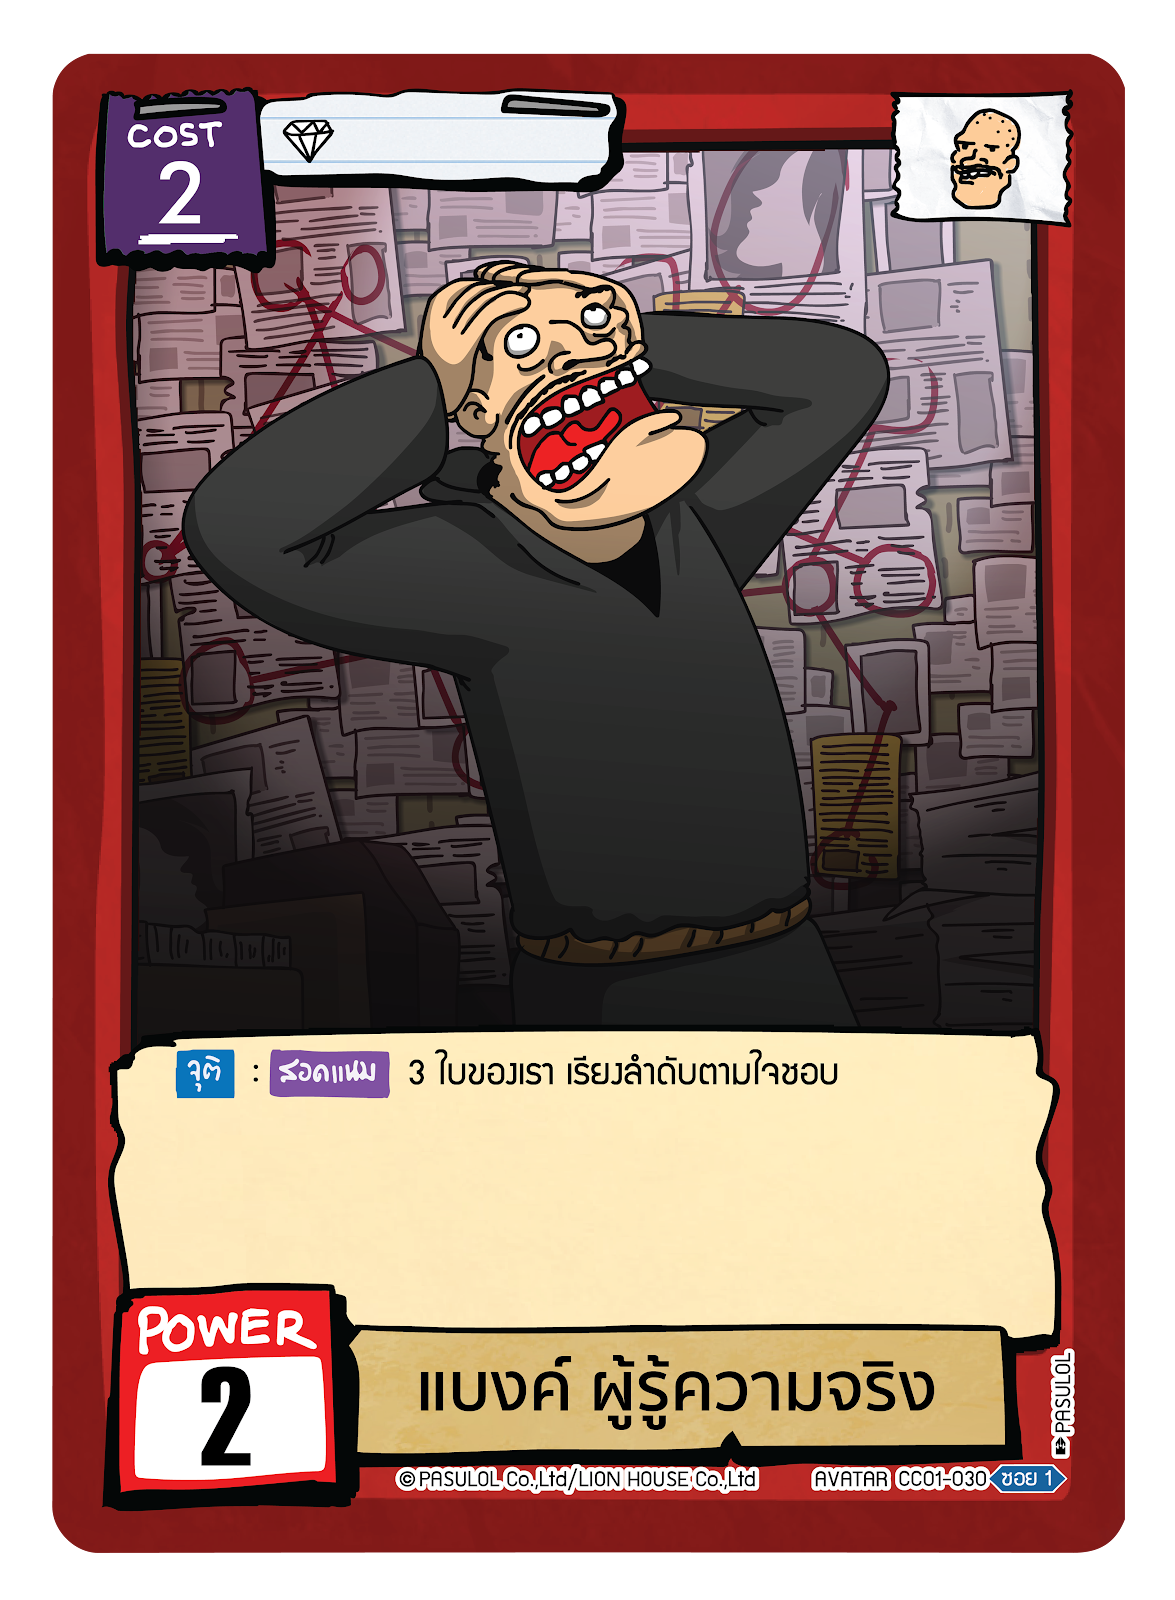 COST
2
จุติ : สอดแนม 3 ใบของเรา เรียงลำดับตามใจชอบ
POWER
2
แบงค์ ผู้รู้ความจริง
PASULOL
© PASULOL Co.,Ltd/LION HOUSE Co.,Ltd
AVATAR CC01-030 ซอย 1